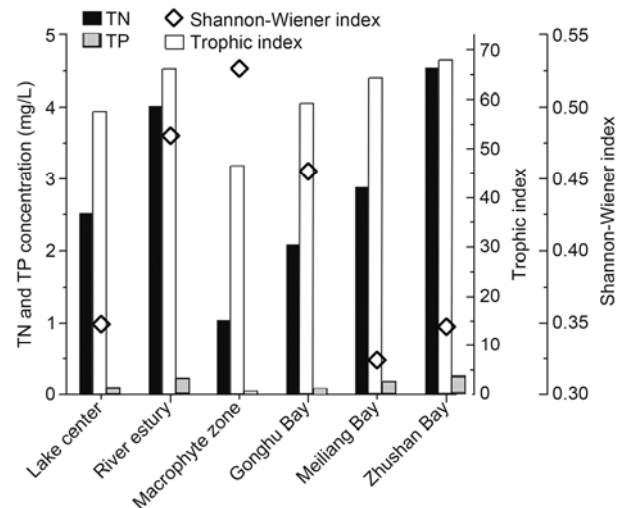 TN
Shannon-Wiener index
TP
Trophic index
TN and TP concentration (mg/L)
5
4
3
2
1
0
70
60
50
40
30
20
10
0
Trophic index
0.55
0.50
0.45
0.40
0.35
0.30
Shannon-Wiener index
Lake center
River estury
Macrophyte zone
Gonghu Bay
Meiliang Bay
Zhushan Bay